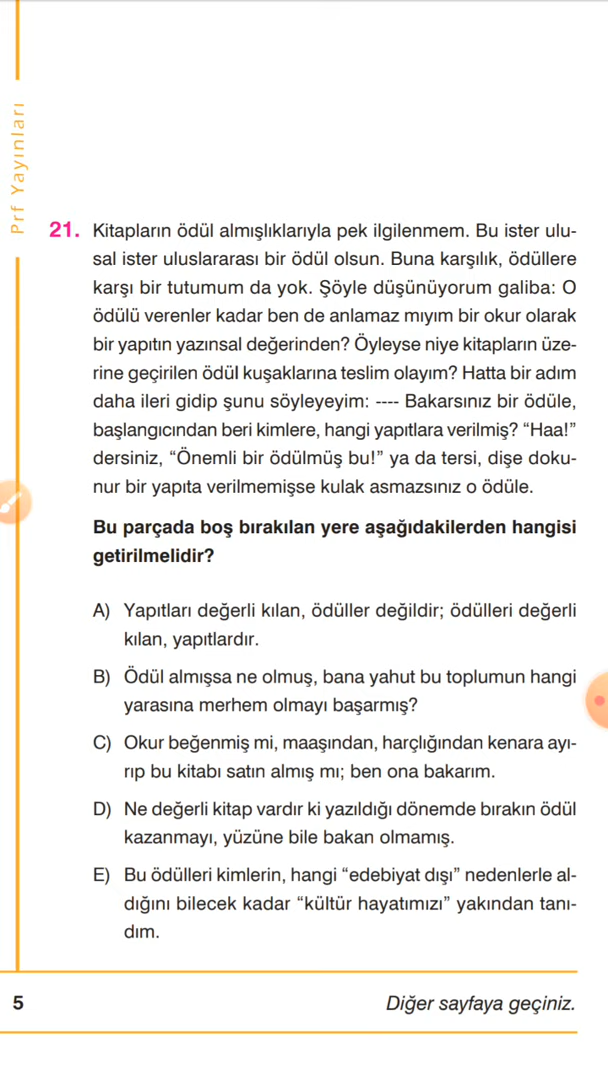 Prf Yayınları
21. Kitapların ödül almışlıklarıyla pek ilgilenmem. Bu ister ulu-
sal ister uluslararası bir ödül olsun. Buna karşılık, ödüllere
karşı bir tutumum da yok. Şöyle düşünüyorum galiba: O
ödülü verenler kadar ben de anlamaz mıyım bir okur olarak
bir yapıtın yazınsal değerinden? Öyleyse niye kitapların üze-
rine geçirilen ödül kuşaklarına teslim olayım? Hatta bir adım
daha ileri gidip şunu söyleyeyim: ---- Bakarsınız bir ödüle,
başlangıcından beri kimlere, hangi yapıtlara verilmiş? “Haa!”
dersiniz, “Önemli bir ödülmüş bu!” ya da tersi, dişe doku-
nur bir yapıta verilmemişse kulak asmazsınız o ödüle.
Bu parçada boş bırakılan yere aşağıdakilerden hangisi
getirilmelidir?
A) Yapıtları değerli kılan, ödüller değildir; ödülleri değerli
kılan, yapıtlardır.
B) Ödül almışsa ne olmuş, bana yahut bu toplumun hangi
yarasına merhem olmayı başarmış?
C) Okur beğenmiş mi, maaşından, harçlığından kenara ayı-
rıp bu kitabı satın almış mı; ben ona bakarım.
D) Ne değerli kitap vardır ki yazıldığı dönemde bırakın ödül
kazanmayı, yüzüne bile bakan olmamış.
E) Bu ödülleri kimlerin, hangi “edebiyat dışı” nedenlerle al-
dığını bilecek kadar “kültür hayatımızı” yakından tanı-
dım.
5
Diğer sayfaya geçiniz.